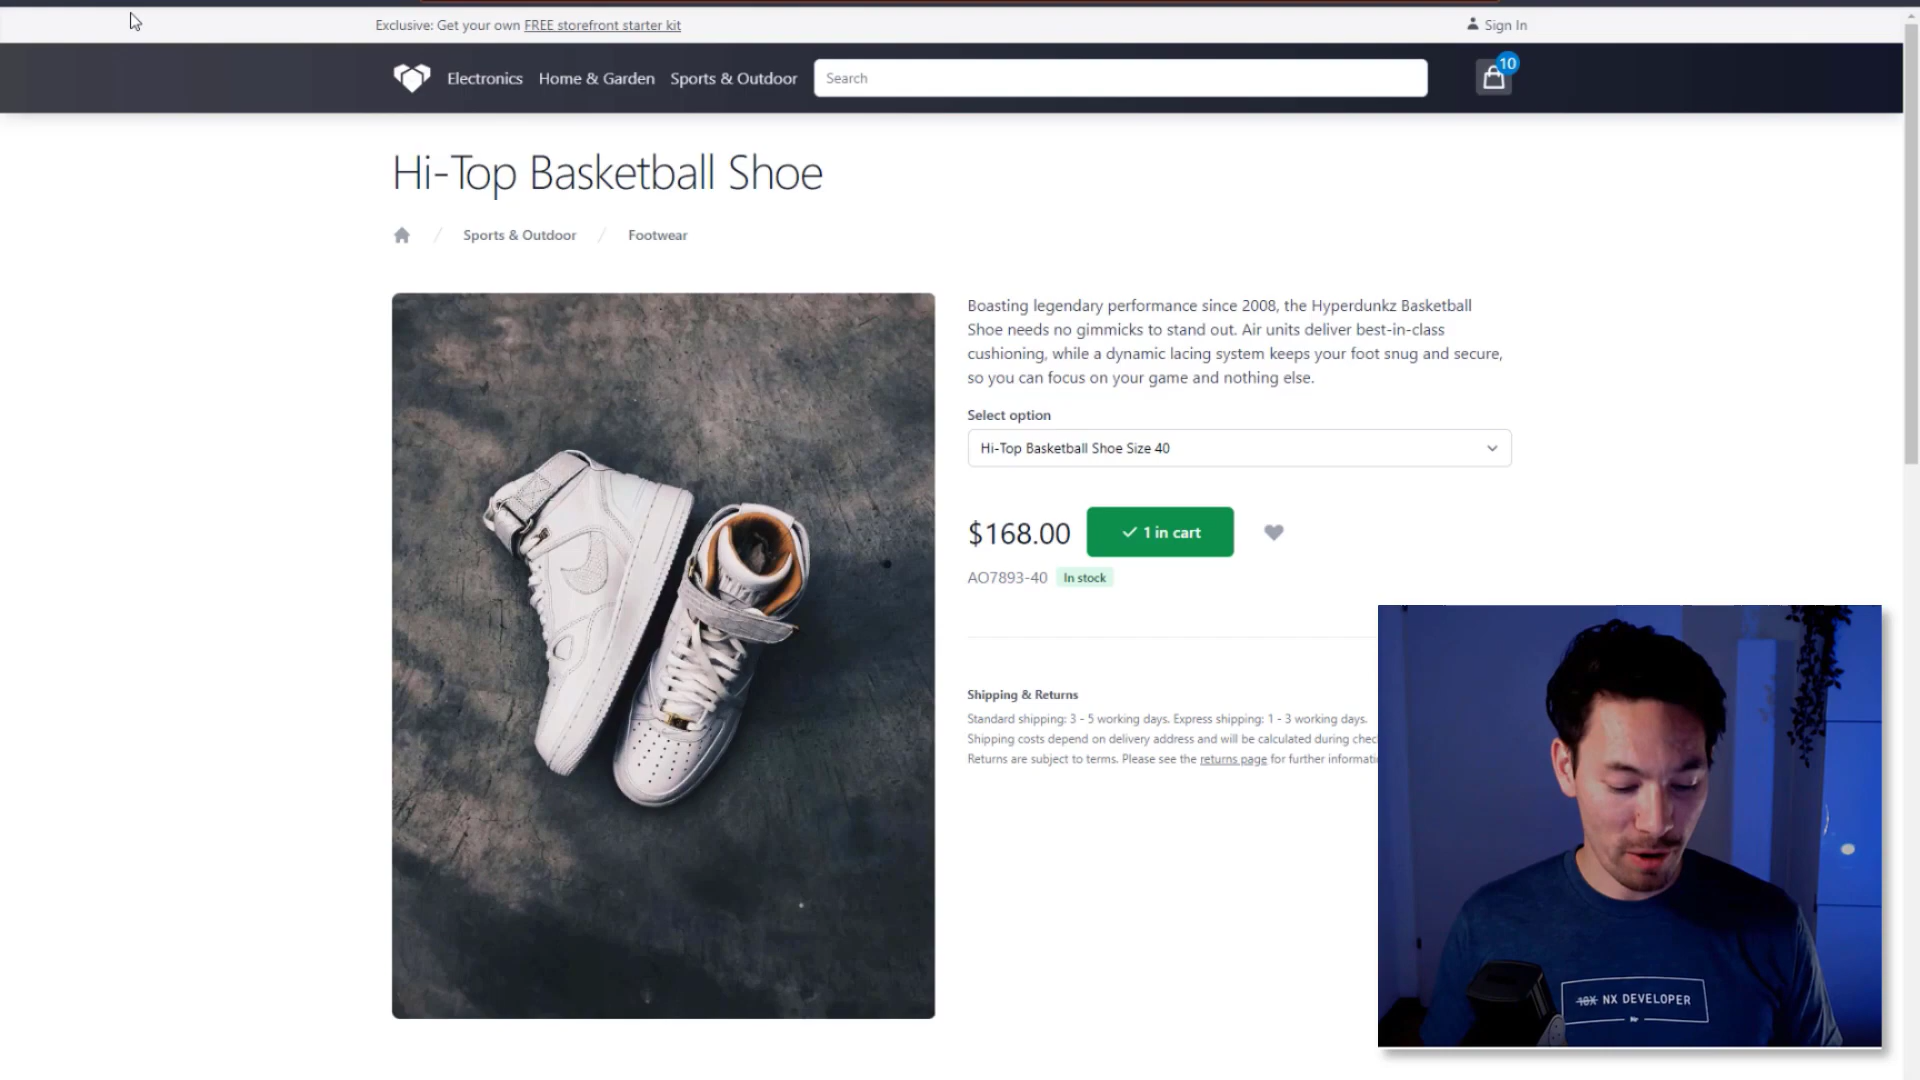 Exclusive: Get your own FREE storefront starter kit
Sign In
Electronics
Home & Garden
Sports & Outdoor
Search
10
Hi-Top Basketball Shoe
/ Sports & Outdoor / Footwear
Boasting legendary performance since 2008, the Hyperdunkz Basketball
Shoe needs no gimmicks to stand out. Air units deliver best-in-class
cushioning, while a dynamic lacing system keeps your foot snug and secure,
so you can focus on your game and nothing else.
Select option
Hi-Top Basketball Shoe Size 40
$168.00
1 in cart
AO7893-40
In stock
Shipping & Returns
Standard shipping: 3 - 5 working days. Express shipping: 1 - 3 working days.
Shipping costs depend on delivery address and will be calculated during chec
Returns are subject to terms. Please see the returns page for further informati
10X NX DEVELOPER